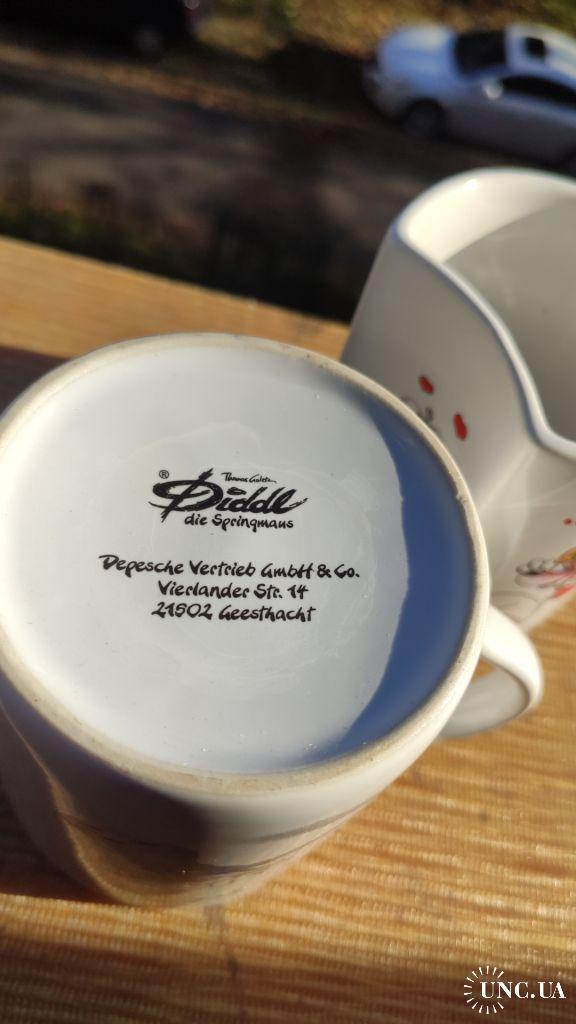 ® Thomas Goletz
Diddl
die Springmaus
Depesche Vertrieb GmbH & Co.
Vierlander Str. 14
21502 Geesthacht
UNC.UA